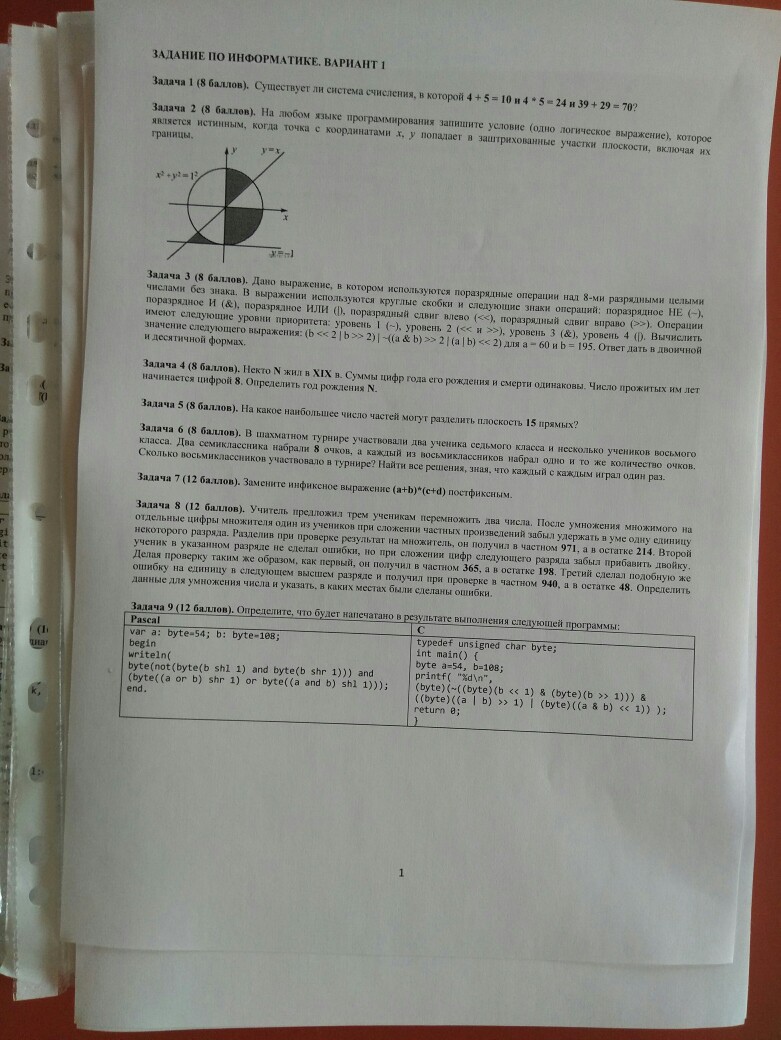 ЗАДАНИЕ ПО ИНФОРМАТИКЕ. ВАРИАНТ 1
Задача 1 (8 баллов). Существует ли система счисления, в которой 4 + 5 = 10 и 4 * 5 = 24 и 39 + 29 = 70?
Задача 2 (8 баллов). На любом языке программирования запишите условие (одно логическое выражение), которое
является истинным, когда точка с координатами x, y попадает в заштрихованные участки плоскости, включая их
границы.
y
y=x
x² +y²=1²
x
y=-1
Задача 3 (8 баллов). Дано выражение, в котором используются поразрядные операции над 8-ми разрядными целыми
числами без знака. В выражении используются круглые скобки и следующие знаки операций: поразрядное НЕ (~),
поразрядное И (&), поразрядное ИЛИ (|), поразрядный сдвиг влево (<<), поразрядный сдвиг вправо (>>). Операции
имеют следующие уровни приоритета: уровень 1 (~), уровень 2 (<< и >>), уровень 3 (&), уровень 4 (|). Вычислить
значение следующего выражения: (b << 2 | b >> 2) | ~((a & b) >> 2 | (a | b) << 2) для a = 60 и b = 195. Ответ дать в двоичной
и десятичной формах.
Задача 4 (8 баллов). Некто N жил в XIX в. Суммы цифр года его рождения и смерти одинаковы. Число прожитых им лет
начинается цифрой 8. Определить год рождения N.
Задача 5 (8 баллов). На какое наибольшее число частей могут разделить плоскость 15 прямых?
Задача 6 (8 баллов). В шахматном турнире участвовали два ученика седьмого класса и несколько учеников восьмого
класса. Два семиклассника набрали 8 очков, а каждый из восьмиклассников набрал одно и то же количество очков.
Сколько восьмиклассников участвовало в турнире? Найти все решения, зная, что каждый с каждым играл один раз.
Задача 7 (12 баллов). Замените инфиксное выражение (a+b)*(c+d) постфиксным.
Задача 8 (12 баллов). Учитель предложил трем ученикам перемножить два числа. После умножения множимого на
отдельные цифры множителя один из учеников при сложении частных произведений забыл удержать в уме одну единицу
некоторого разряда. Разделив при проверке результат на множитель, он получил в частном 971, а в остатке 214. Второй
ученик в указанном разряде не сделал ошибки, но при сложении цифр следующего разряда забыл прибавить двойку.
Делая проверку таким же образом, как первый, он получил в частном 365, а в остатке 198. Третий сделал подобную же
ошибку на единицу в следующем высшем разряде и получил при проверке в частном 940, а в остатке 48. Определить
данные для умножения числа и указать, в каких местах были сделаны ошибки.
Задача 9 (12 баллов). Определите, что будет напечатано в результате выполнения следующей программы:
Pascal
var a: byte=54; b: byte=108;
begin
writeln(
byte(not(byte(b shl 1) and byte(b shr 1))) and
(byte((a or b) shr 1) or byte((a and b) shl 1)));
end.
C
typedef unsigned char byte;
int main() {
byte a=54, b=108;
printf( "%d\n",
(byte)(~((byte)(b << 1) & (byte)(b >> 1))) &
((byte)((a | b) >> 1) | (byte)((a & b) << 1)) );
return 0;
}
1